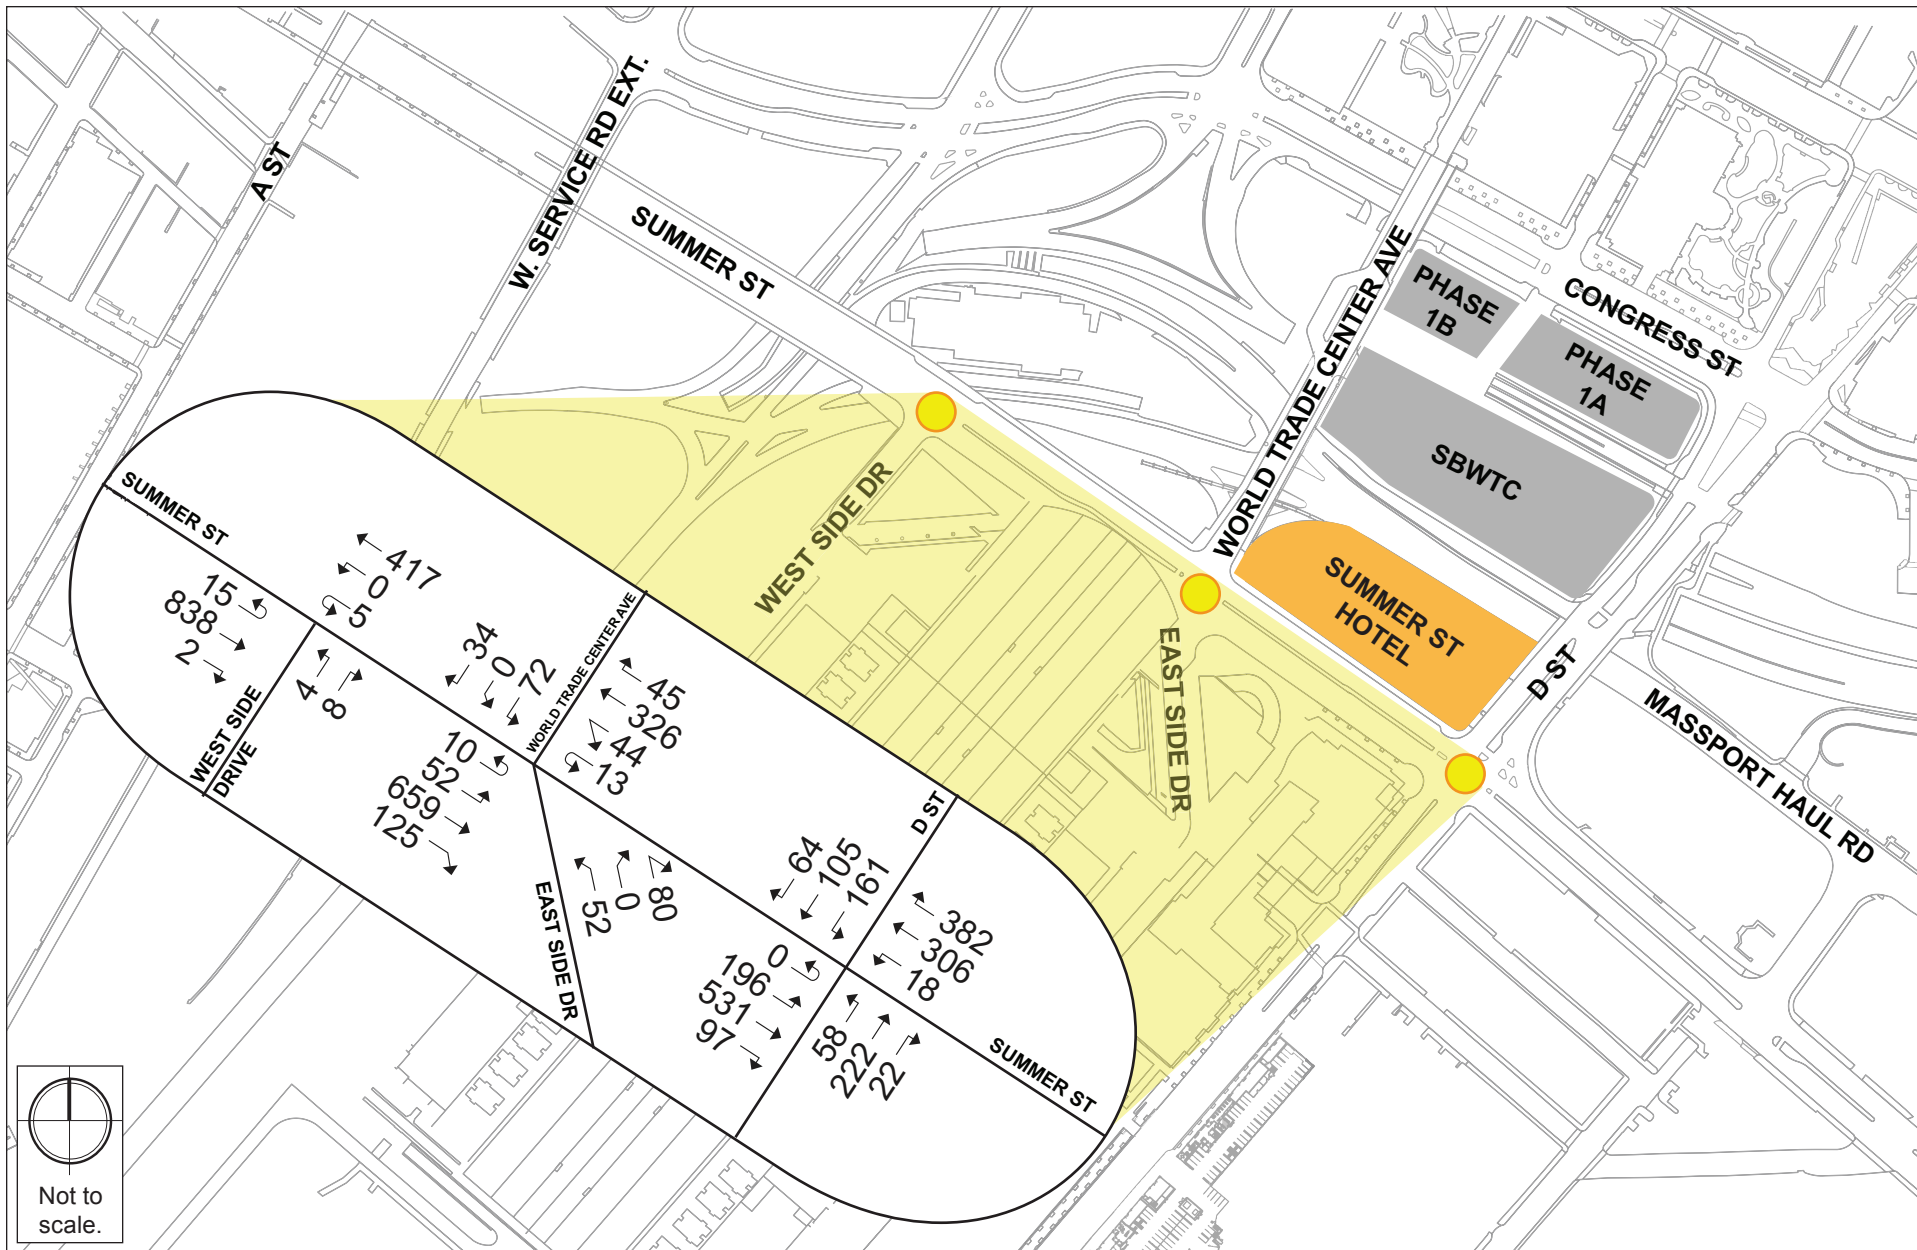 A ST
W. SERVICE RD EXT.
SUMMER ST
WORLD TRADE CENTER AVE
PHASE
1B
CONGRESS ST
PHASE
1A
SBWTC
SUMMER ST
HOTEL
D ST
MASSPORT HAUL RD
WEST SIDE DR
EAST SIDE DR
SUMMER ST
15
838
2
417
0
5
WEST SIDE
DRIVE
4
8
34
0
72
WORLD TRADE CENTER AVE
45
326
44
13
10
52
659
125
EAST SIDE DR
52
0
80
64
105
161
D ST
382
306
18
0
196
531
97
58
222
22
SUMMER ST
Not to
scale.